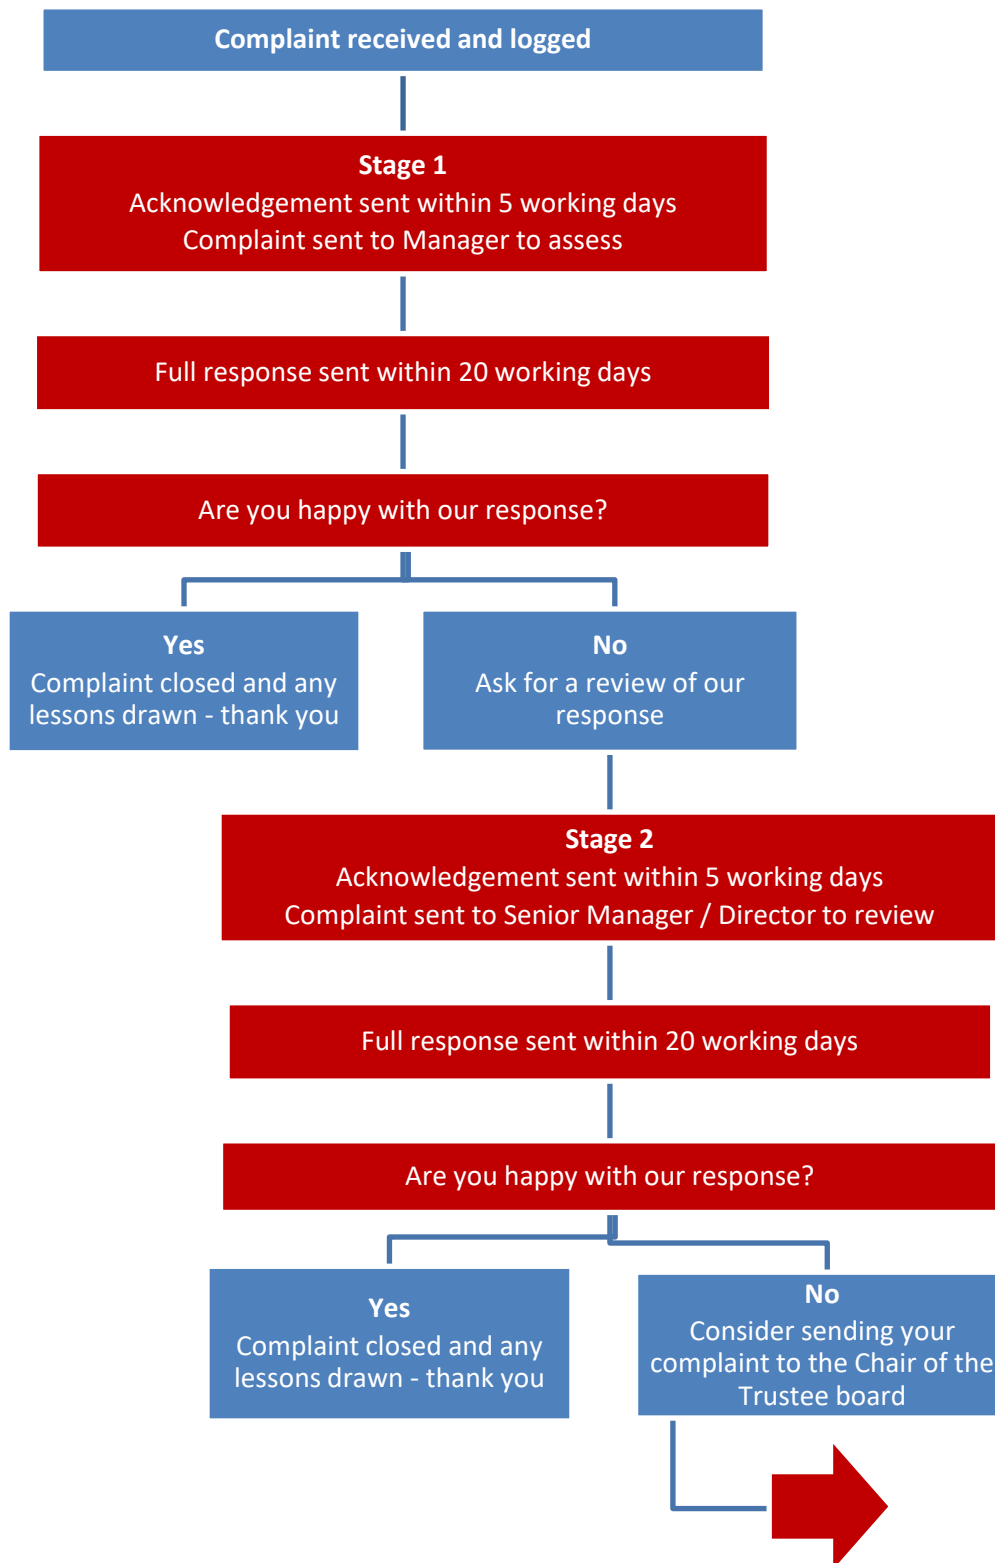 Complaint received and logged
Stage 1
Acknowledgement sent within 5 working days
Complaint sent to Manager to assess
Full response sent within 20 working days
Are you happy with our response?
Yes
Complaint closed and any
lessons drawn - thank you
No
Ask for a review of our
response
Stage 2
Acknowledgement sent within 5 working days
Complaint sent to Senior Manager / Director to review
Full response sent within 20 working days
Are you happy with our response?
Yes
Complaint closed and any
lessons drawn - thank you
No
Consider sending your
complaint to the Chair of the
Trustee board